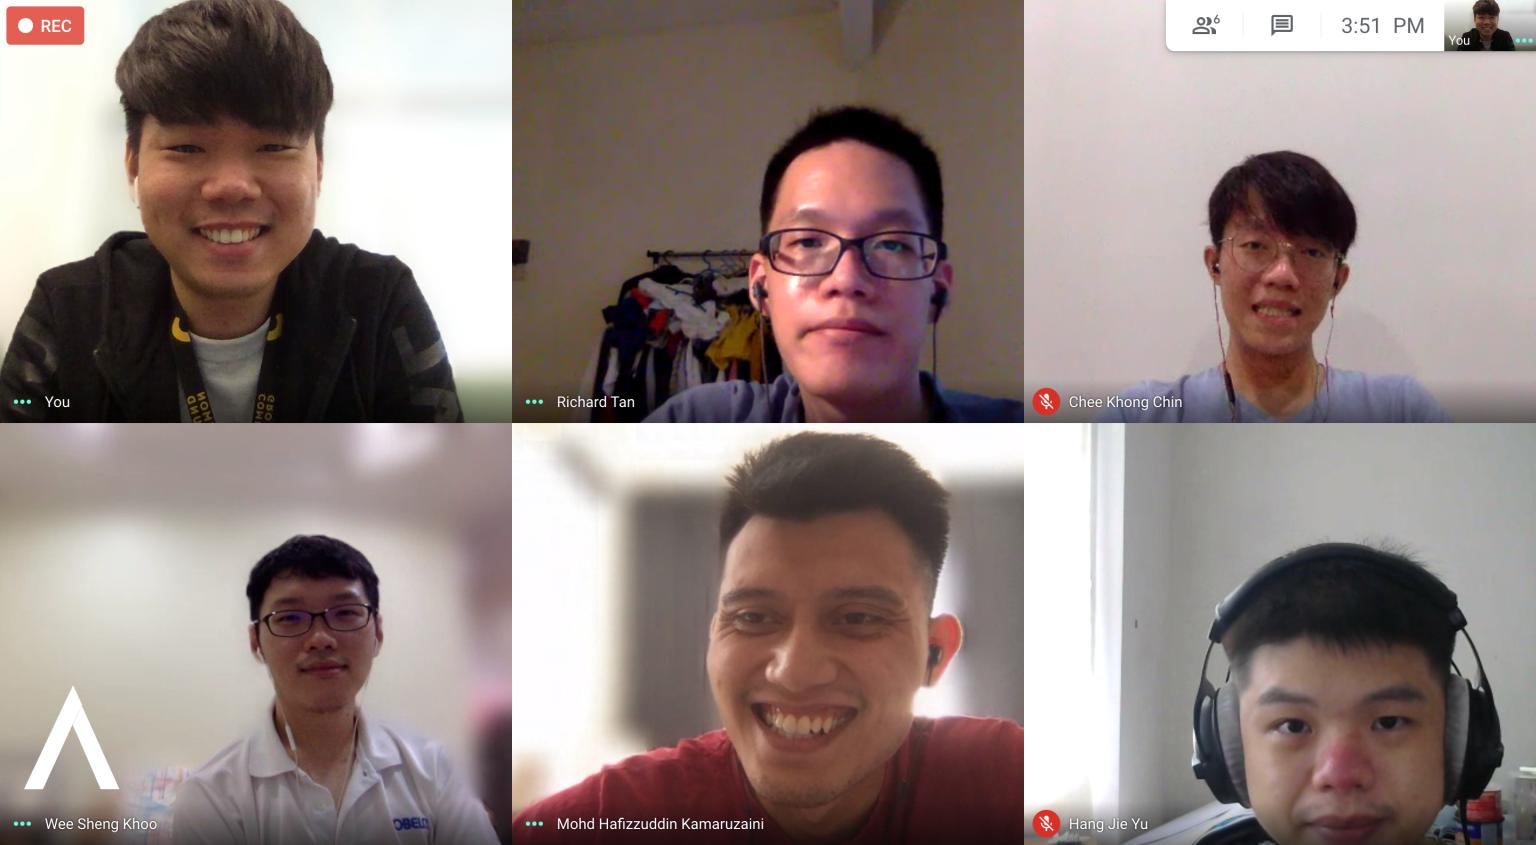 REC
6
3:51 PM
You
You
Richard Tan
Chee Khong Chin
Wee Sheng Khoo
Mohd Hafizzuddin Kamaruzaini
Hang Jie Yu